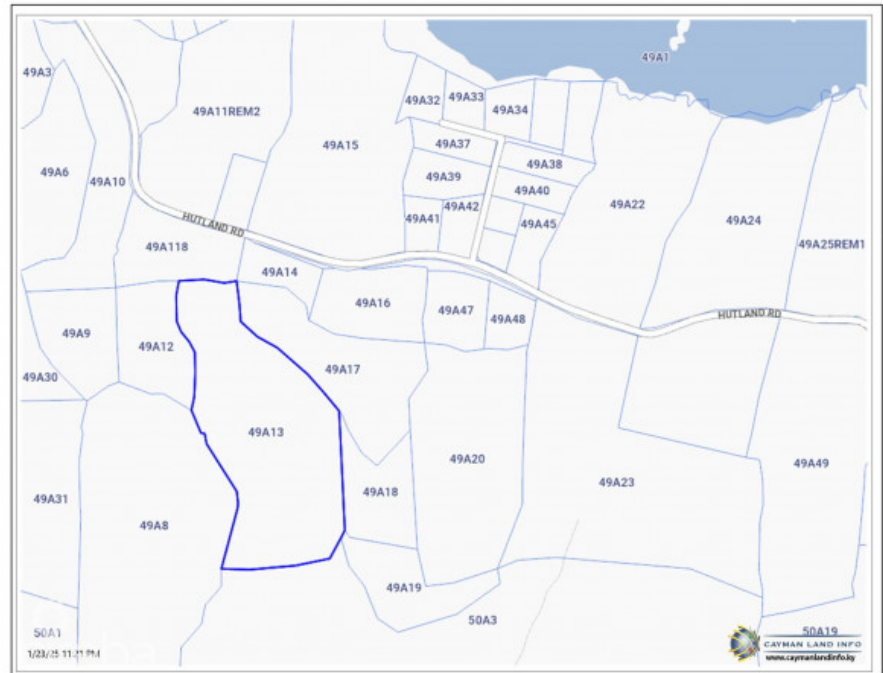 49A1
49A3
49A11REM2
49A32
49A33
49A34
49A15
49A37
49A38
49A6
49A10
49A39
49A40
49A22
49A42
49A41
49A45
49A24
HUTLAND RD
49A118
49A25REM1
49A14
49A16
49A47
49A48
HUTLAND RD
49A9
49A12
49A30
49A17
49A13
49A20
49A49
49A31
49A18
49A23
49A8
49A19
50A3
50A1
50A19
1/23/25 11:21 PM
CAYMAN LAND INFO
www.caymanlandinfo.ky